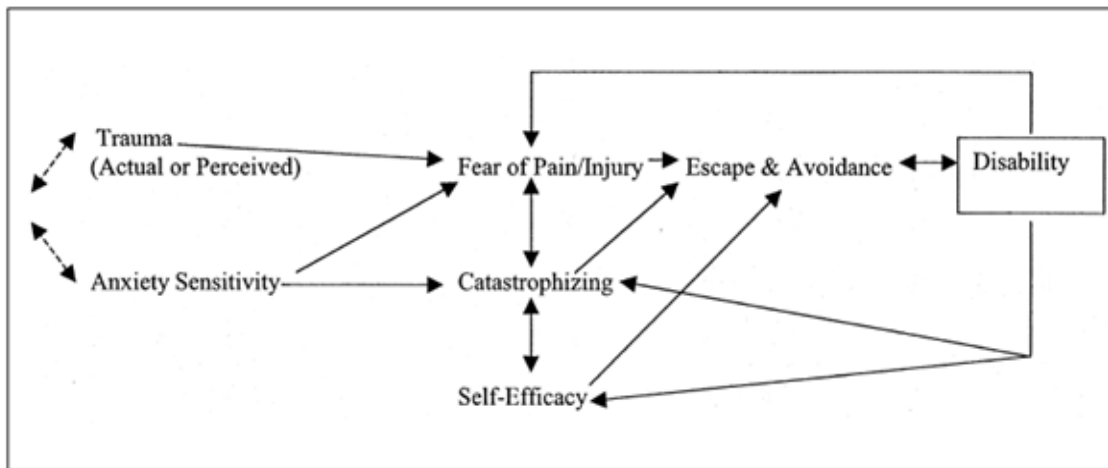 Trauma
(Actual or Perceived)
Fear of Pain/Injury
Escape & Avoidance
Disability
Anxiety Sensitivity
Catastrophizing
Self-Efficacy